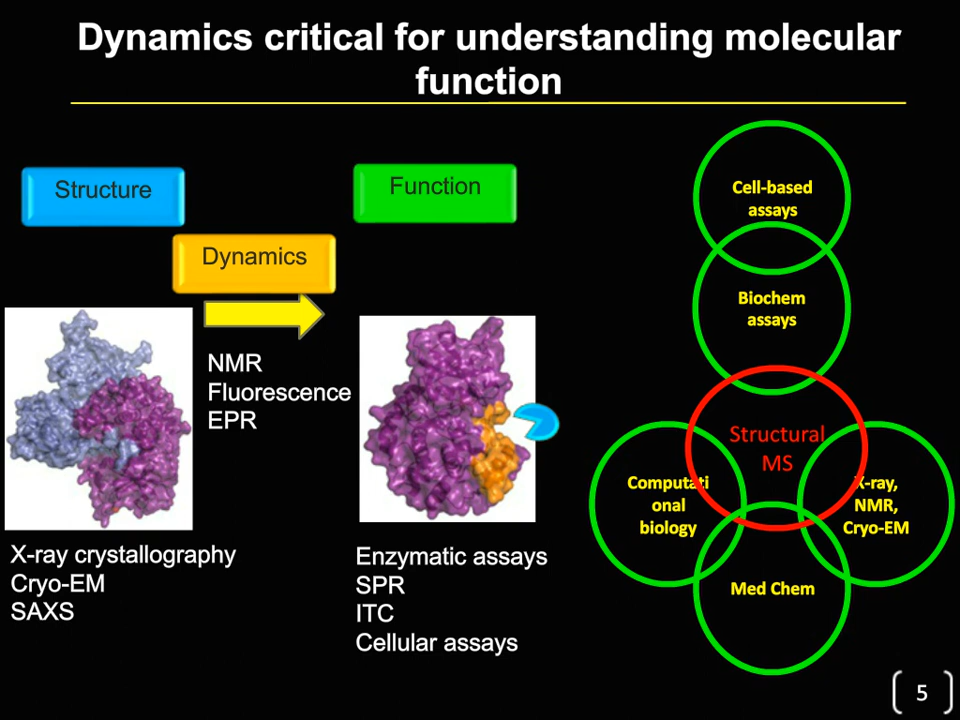 Dynamics critical for understanding molecular
function
Structure
Function
Dynamics
NMR
Fluorescence
EPR
X-ray crystallography
Cryo-EM
SAXS
Enzymatic assays
SPR
ITC
Cellular assays
Cell-based
assays
Biochem
assays
Structural
MS
Computati
onal
biology
X-ray,
NMR,
Cryo-EM
Med Chem
5